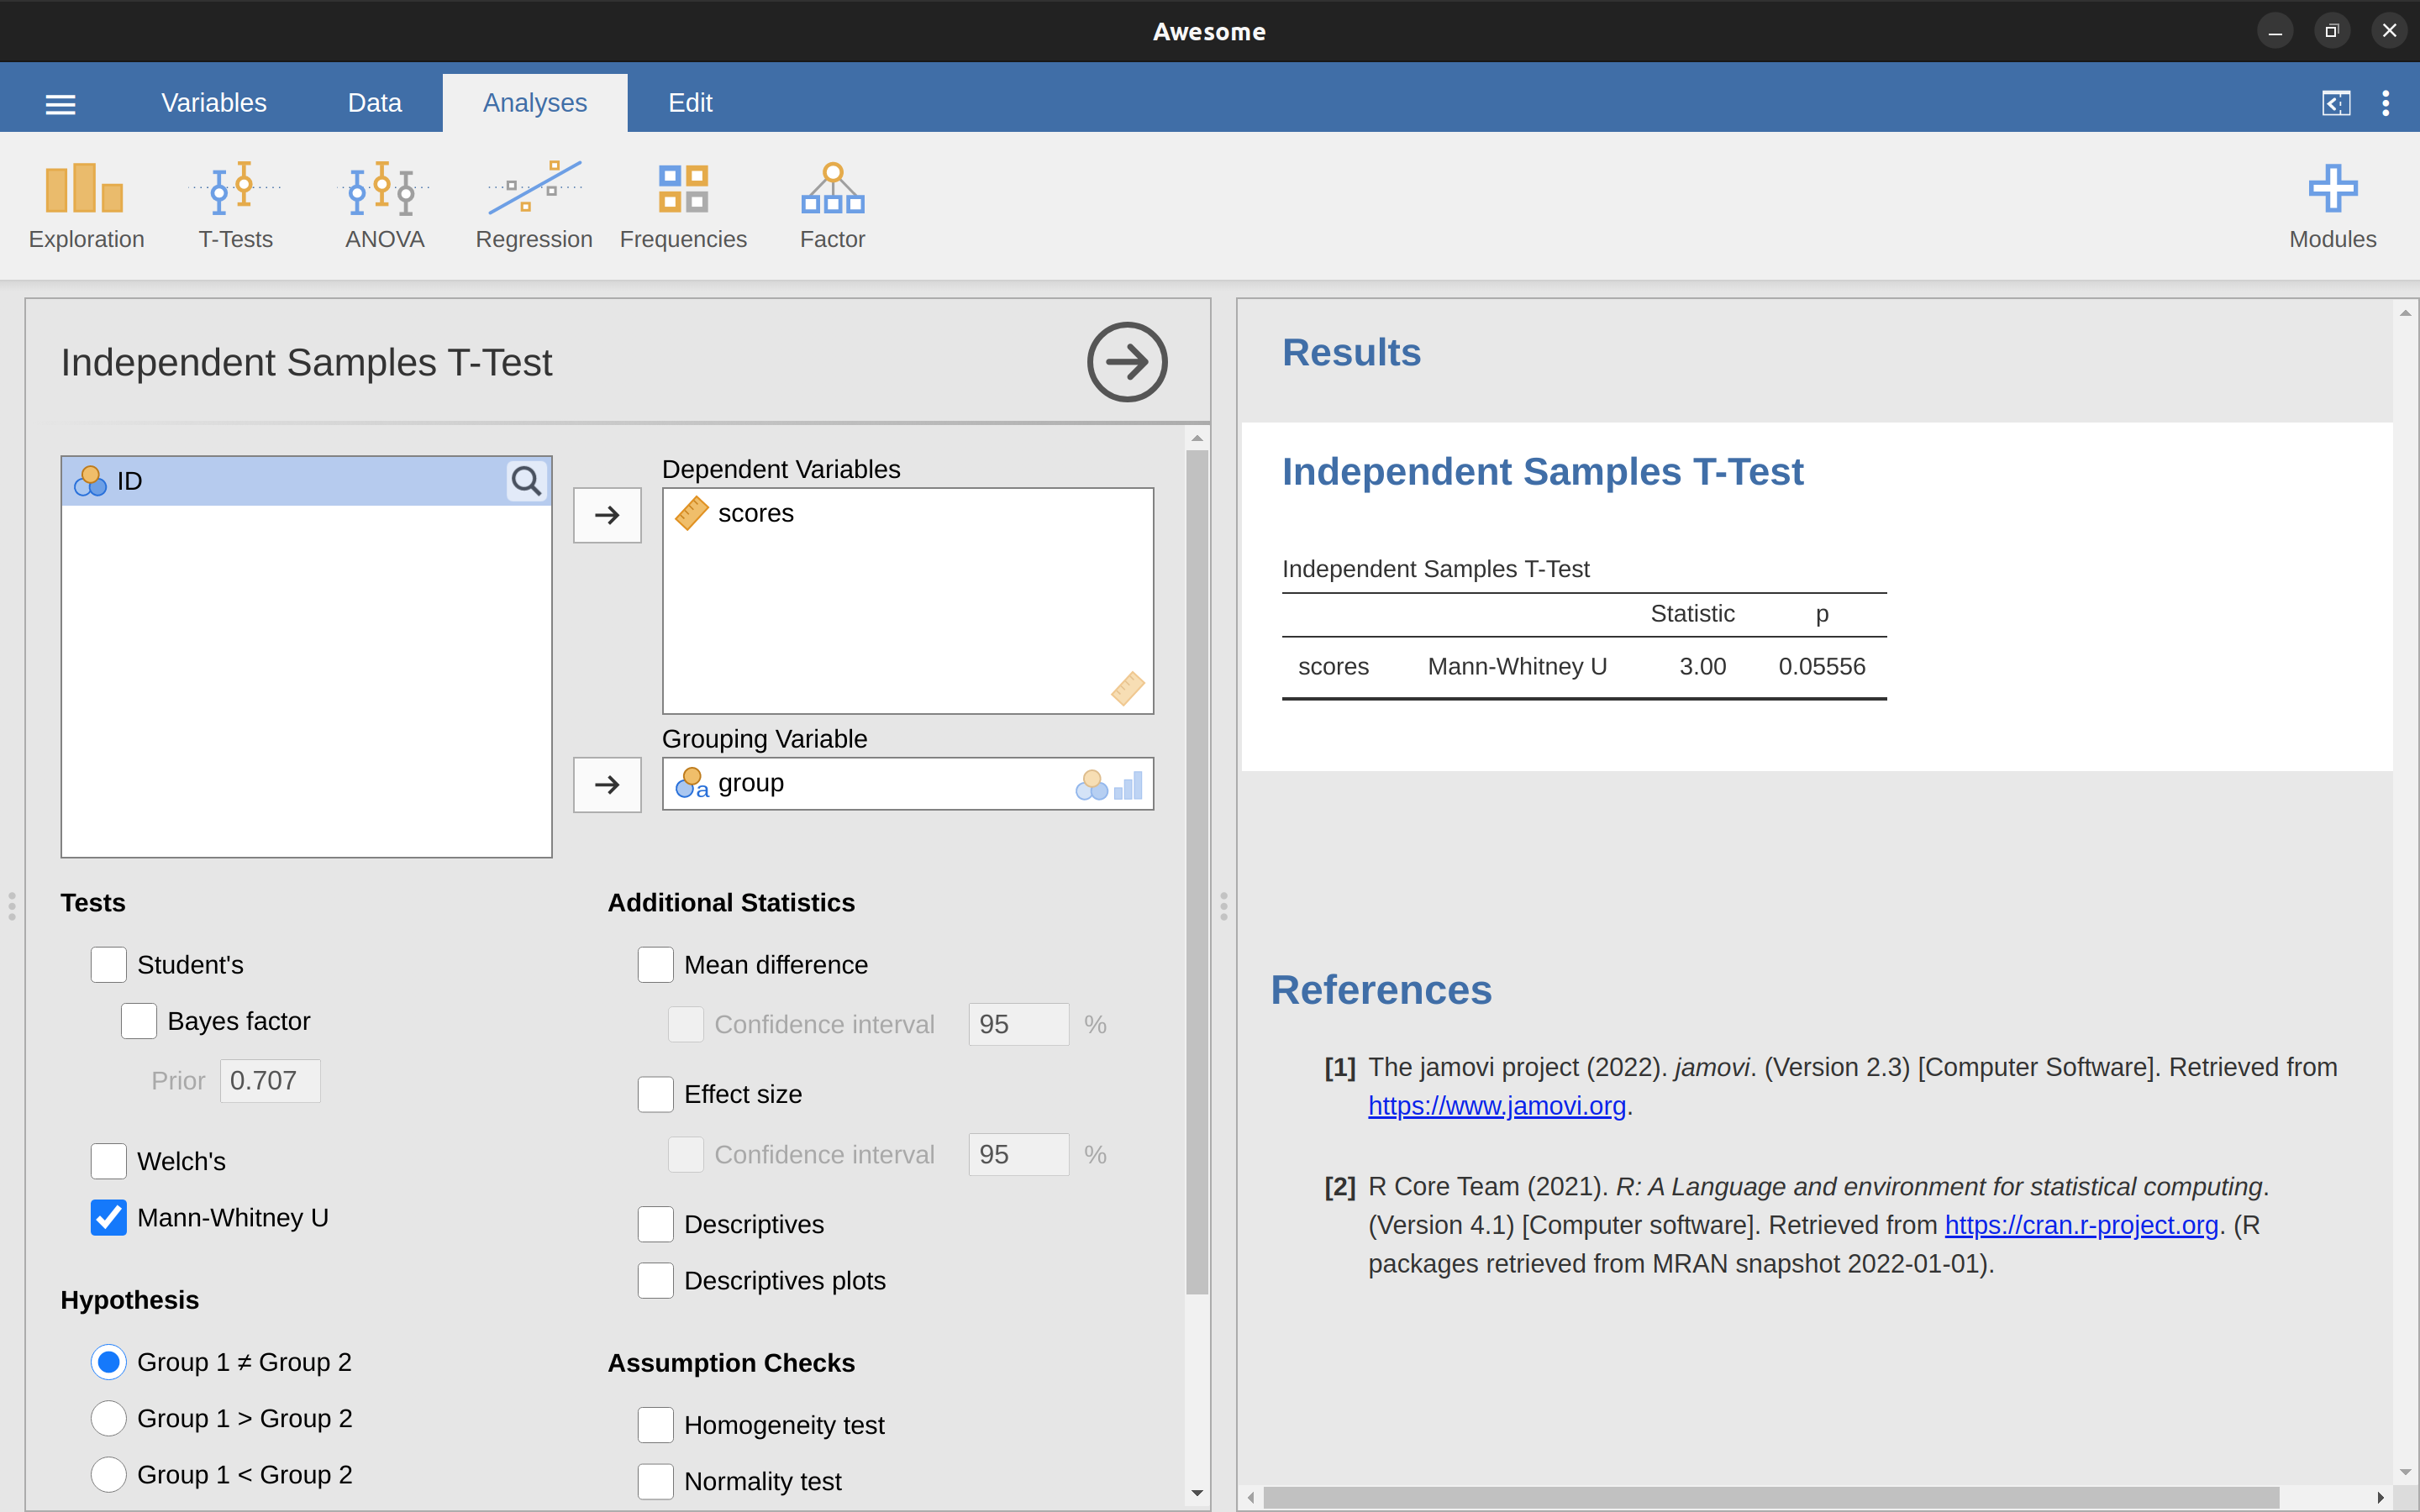 Awesome
Variables Data Analyses Edit
Exploration T-Tests ANOVA Regression Frequencies Factor Modules
Independent Samples T-Test
ID
Dependent Variables
scores
Grouping Variable
a group
Tests
Student's
Bayes factor
Prior 0.707
Welch's
Mann-Whitney U
Hypothesis
Group 1 ≠ Group 2
Group 1 > Group 2
Group 1 < Group 2
Additional Statistics
Mean difference
Confidence interval 95 %
Effect size
Confidence interval 95 %
Descriptives
Descriptives plots
Assumption Checks
Homogeneity test
Normality test
Results
Independent Samples T-Test
Independent Samples T-Test
Statistic p
scores Mann-Whitney U 3.00 0.05556
References
[1] The jamovi project (2022). jamovi. (Version 2.3) [Computer Software]. Retrieved from
https://www.jamovi.org.
[2] R Core Team (2021). R: A Language and environment for statistical computing.
(Version 4.1) [Computer software]. Retrieved from https://cran.r-project.org. (R
packages retrieved from MRAN snapshot 2022-01-01).